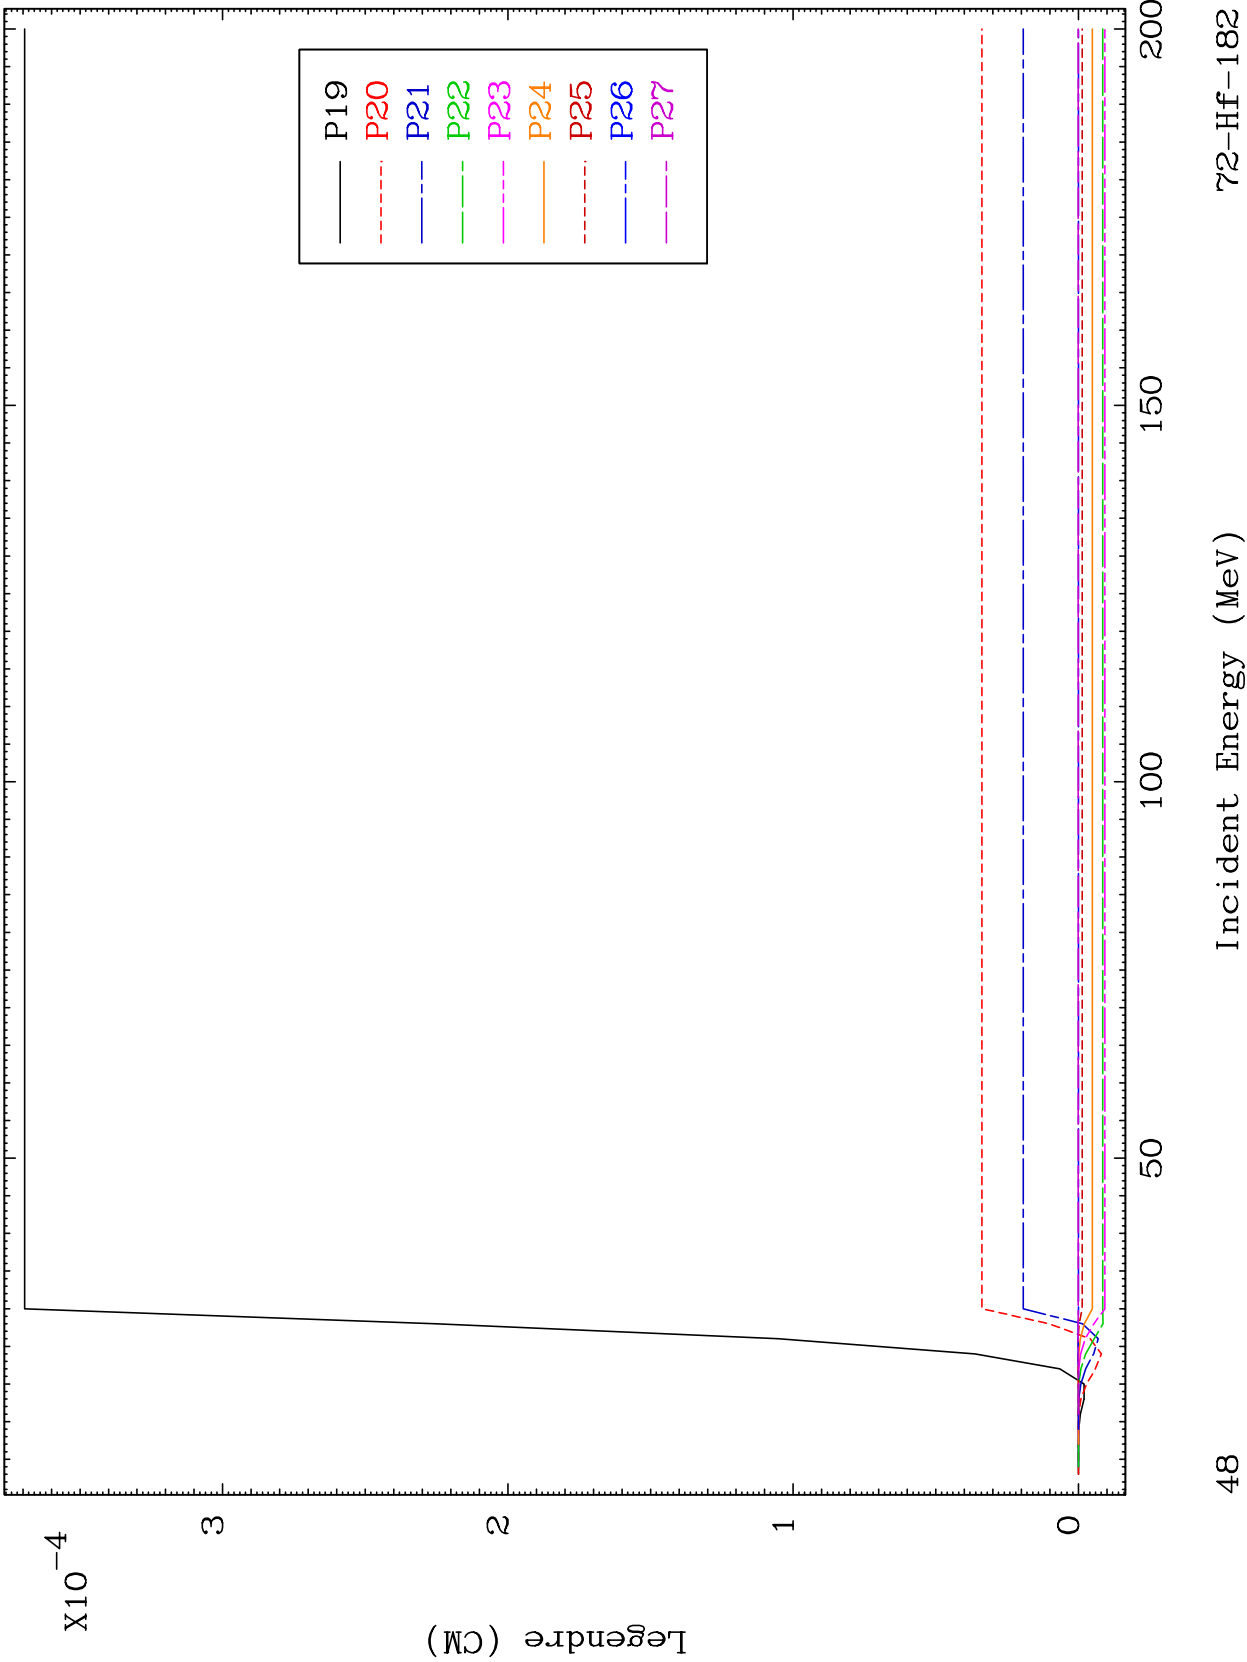 X10-4
3
2
1
0
Legendre (CM)
P19
P20
P21
P22
P23
P24
P25
P26
P27
50
100
150
200
Incident Energy (MeV)
48
72-Hf-182